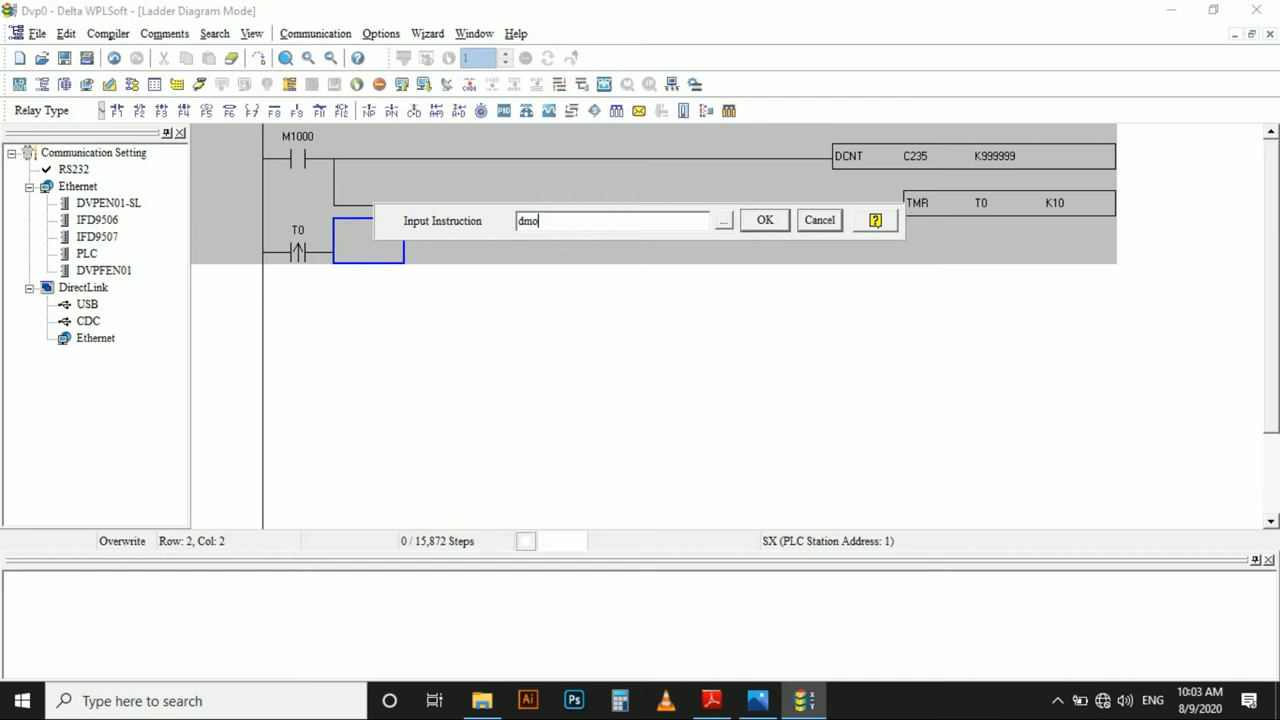 Dvp0 - Delta WPLSoft - [Ladder Diagram Mode]
File Edit Compiler Comments Search View Communication Options Wizard Window Help
1
Relay Type
M1000
DCNT C235 K999999
TMR T0 K10
Input Instruction dmo ... OK Cancel
T0
Communication Setting
RS232
Ethernet
DVPEN01-SL
IFD9506
IFD9507
PLC
DVPFEN01
DirectLink
USB
CDC
Ethernet
Overwrite Row: 2, Col: 2 0 / 15,872 Steps SX (PLC Station Address: 1)
Type here to search
ENG
10:03 AM
8/9/2020